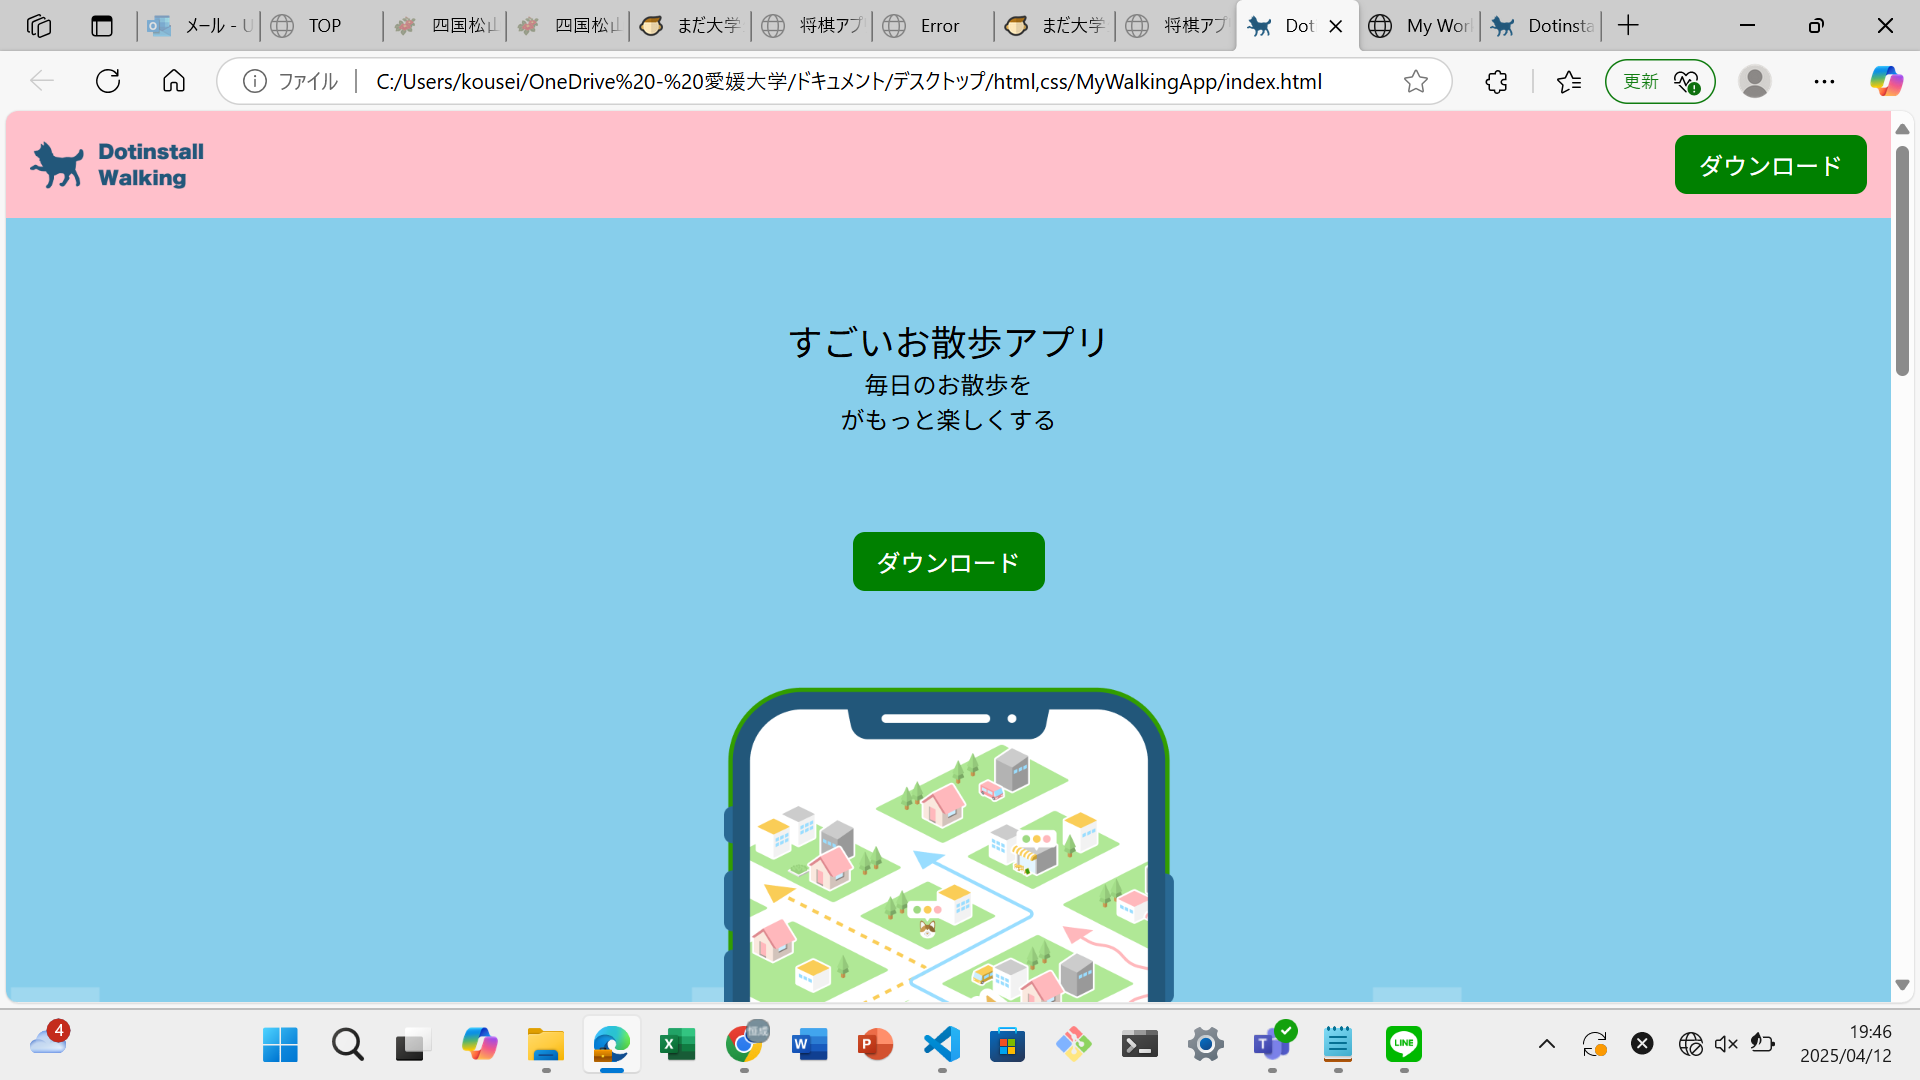 メール - U
TOP
四国松山
四国松山
まだ大学
将棋アプ
Error
まだ大学
将棋アプ
Dot
My Worl
Dotinsta
ファイル
C:/Users/kousei/OneDrive%20-%20愛媛大学/ドキュメント/デスクトップ/html,css/MyWalkingApp/index.html
更新
Dotinstall
Walking
ダウンロード
すごいお散歩アプリ
毎日のお散歩を
がもっと楽しくする
ダウンロード
4
恒成
LINE
19:46
2025/04/12